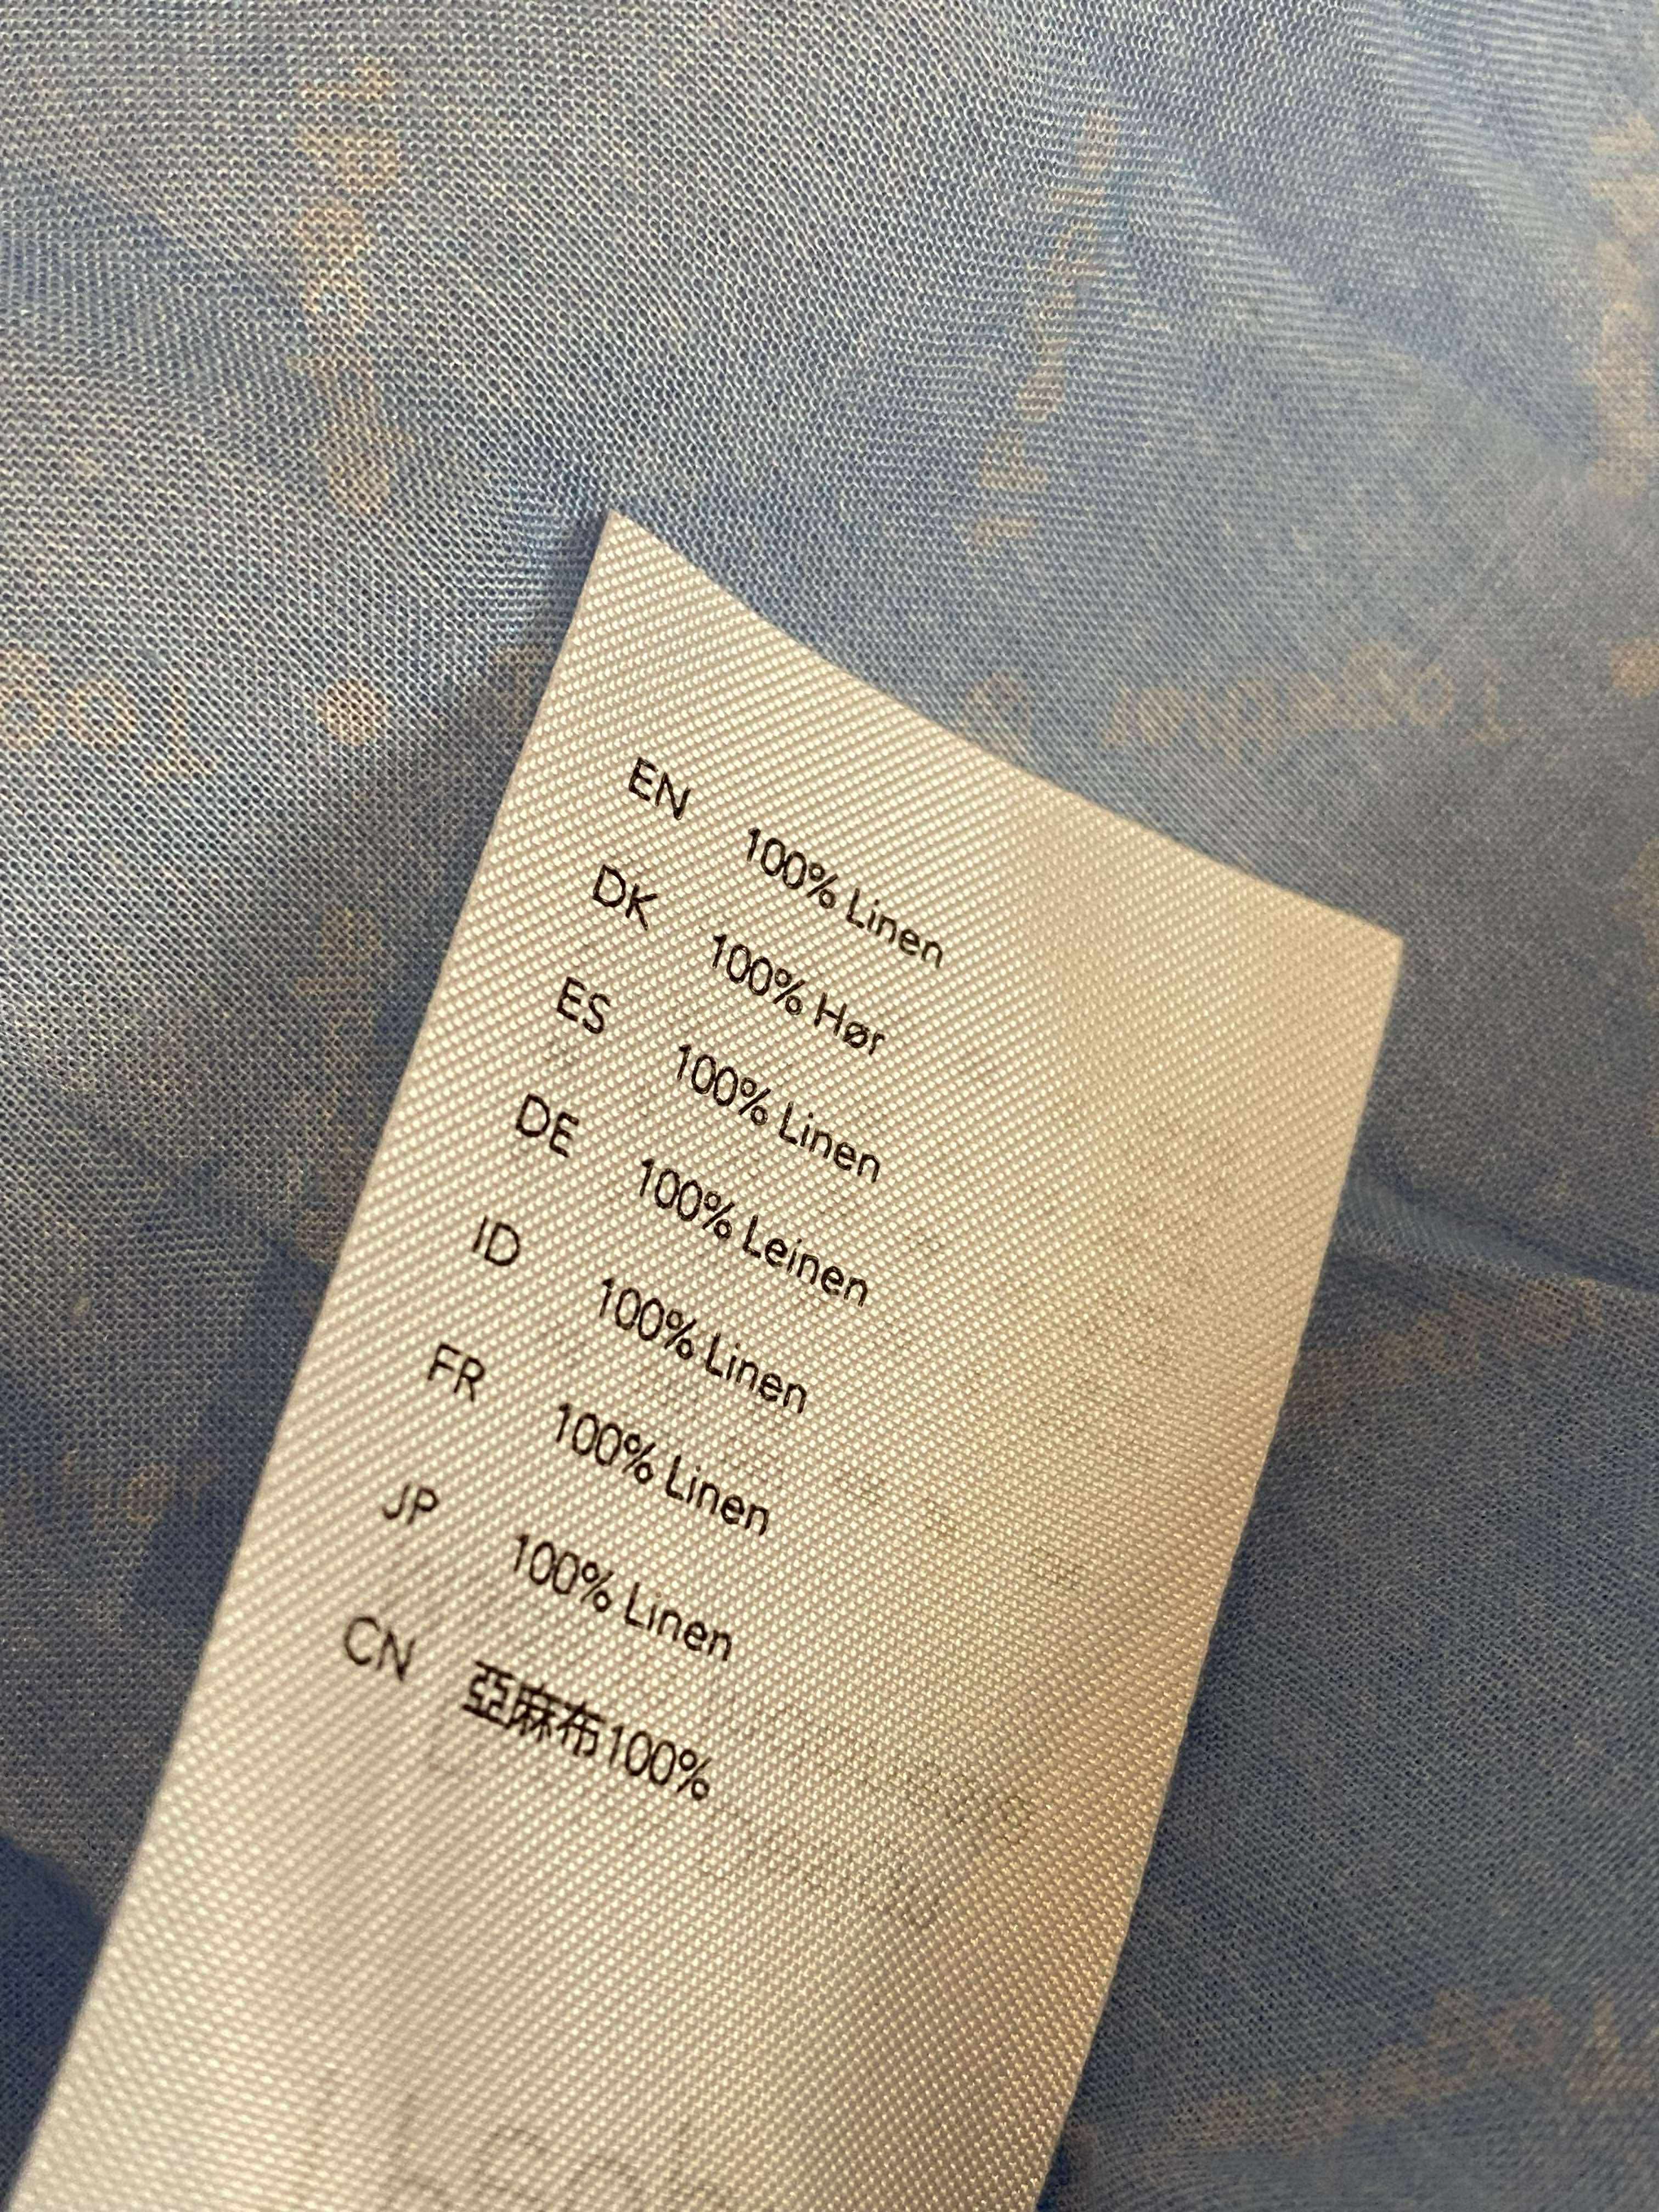 EN 100% Linen
DK 100% Hør
ES 100% Linen
DE 100% Leinen
ID 100% Linen
FR 100% Linen
JP 100% Linen
CN 亞麻布100%
Together